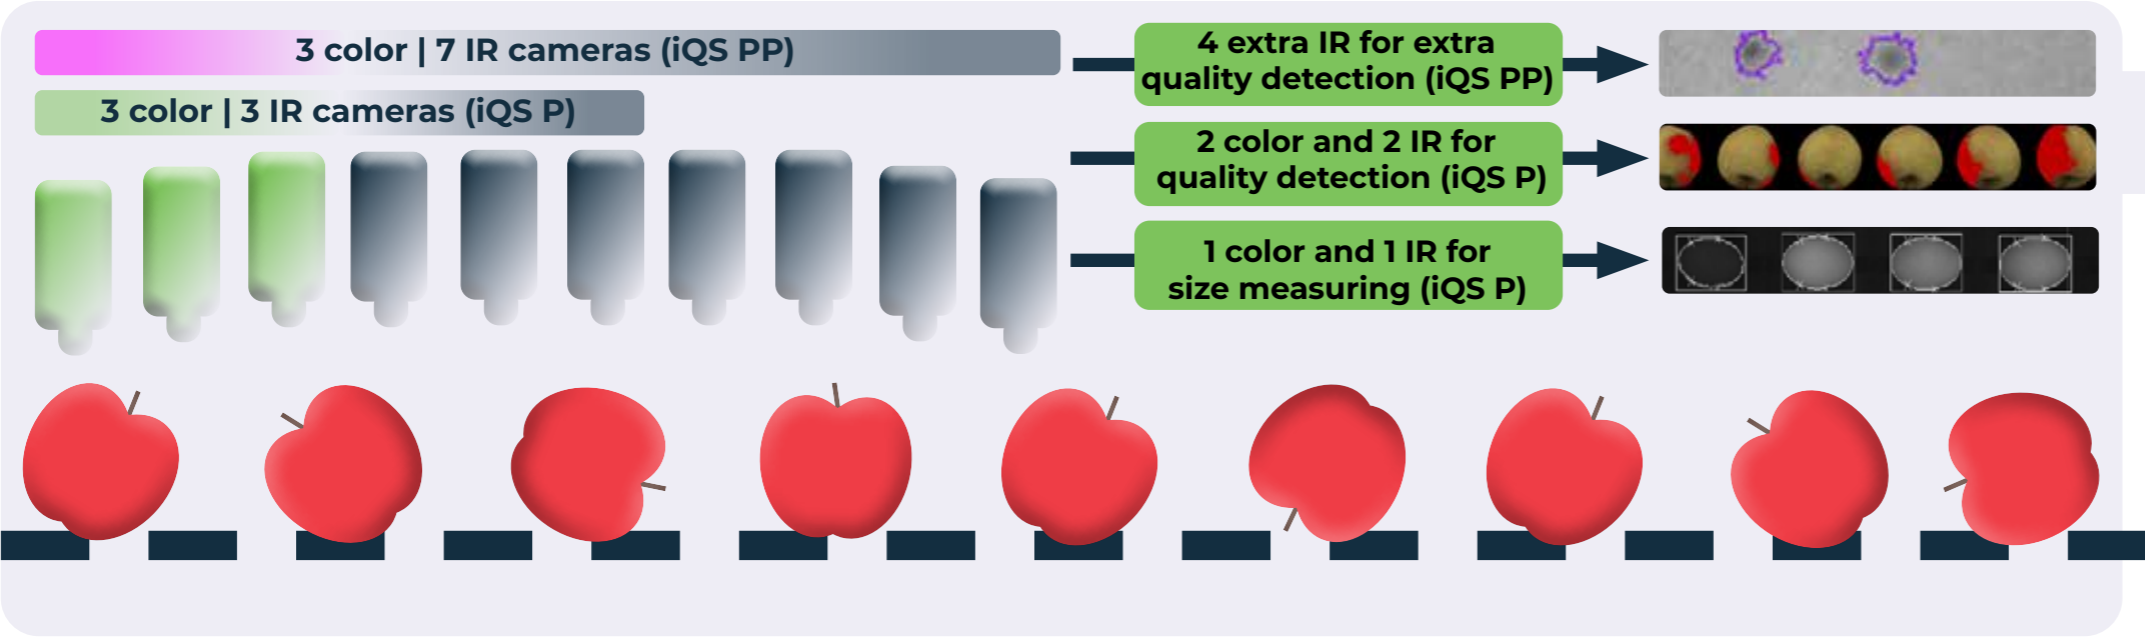 3 color | 7 IR cameras (iQS PP)
3 color | 3 IR cameras (iQS P)
4 extra IR for extra
quality detection (iQS PP)
2 color and 2 IR for
quality detection (iQS P)
1 color and 1 IR for
size measuring (iQS P)